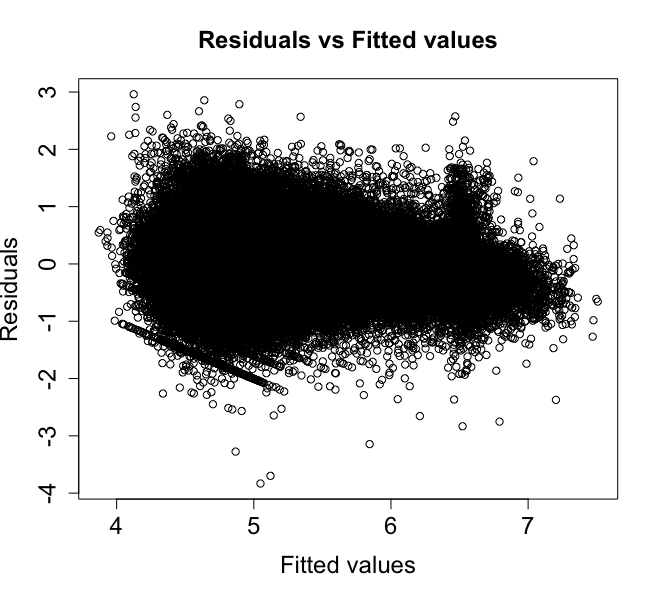 Residuals vs Fitted values
3
2
1
0
-1
-2
-3
-4
Residuals
4 5 6 7
Fitted values